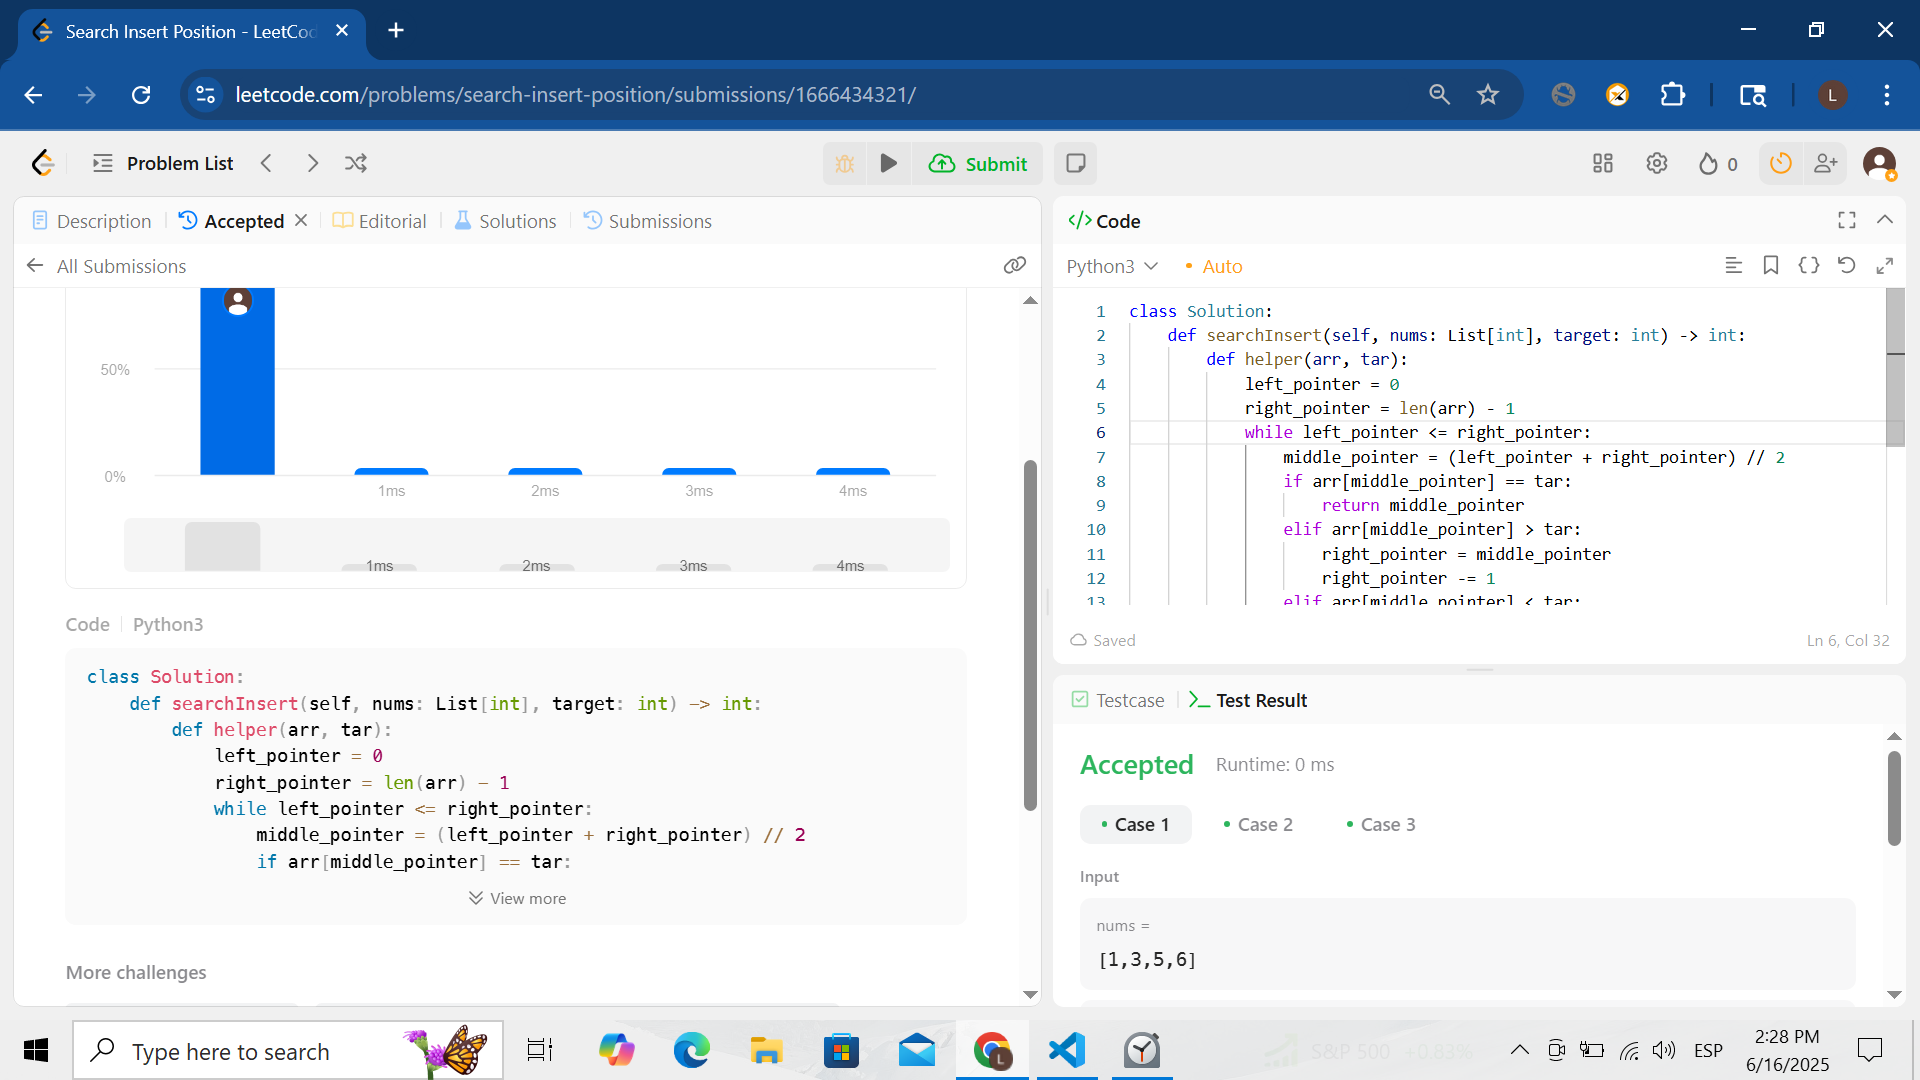 Search Insert Position - LeetCod
leetcode.com/problems/search-insert-position/submissions/1666434321/
L
Problem List
Submit
0
Description
Accepted
Editorial
Solutions
Submissions
All Submissions
50%
0%
1ms
2ms
3ms
4ms
1ms
2ms
3ms
4ms
Code
Python3
class Solution:
    def searchInsert(self, nums: List[int], target: int) -> int:
        def helper(arr, tar):
            left_pointer = 0
            right_pointer = len(arr) - 1
            while left_pointer <= right_pointer:
                middle_pointer = (left_pointer + right_pointer) // 2
                if arr[middle_pointer] == tar:
View more
More challenges
</> Code
Python3
• Auto
1 class Solution:
2     def searchInsert(self, nums: List[int], target: int) -> int:
3         def helper(arr, tar):
4             left_pointer = 0
5             right_pointer = len(arr) - 1
6             while left_pointer <= right_pointer:
7                 middle_pointer = (left_pointer + right_pointer) // 2
8                 if arr[middle_pointer] == tar:
9                     return middle_pointer
10                 elif arr[middle_pointer] > tar:
11                     right_pointer = middle_pointer
12                     right_pointer -= 1
13                 elif arr[middle_pointer] < tar:
Saved
Ln 6, Col 32
Testcase
Test Result
Accepted
Runtime: 0 ms
• Case 1
• Case 2
• Case 3
Input
nums =
[1,3,5,6]
Type here to search
L
S&P 500 +0.83%
ESP
2:28 PM
6/16/2025